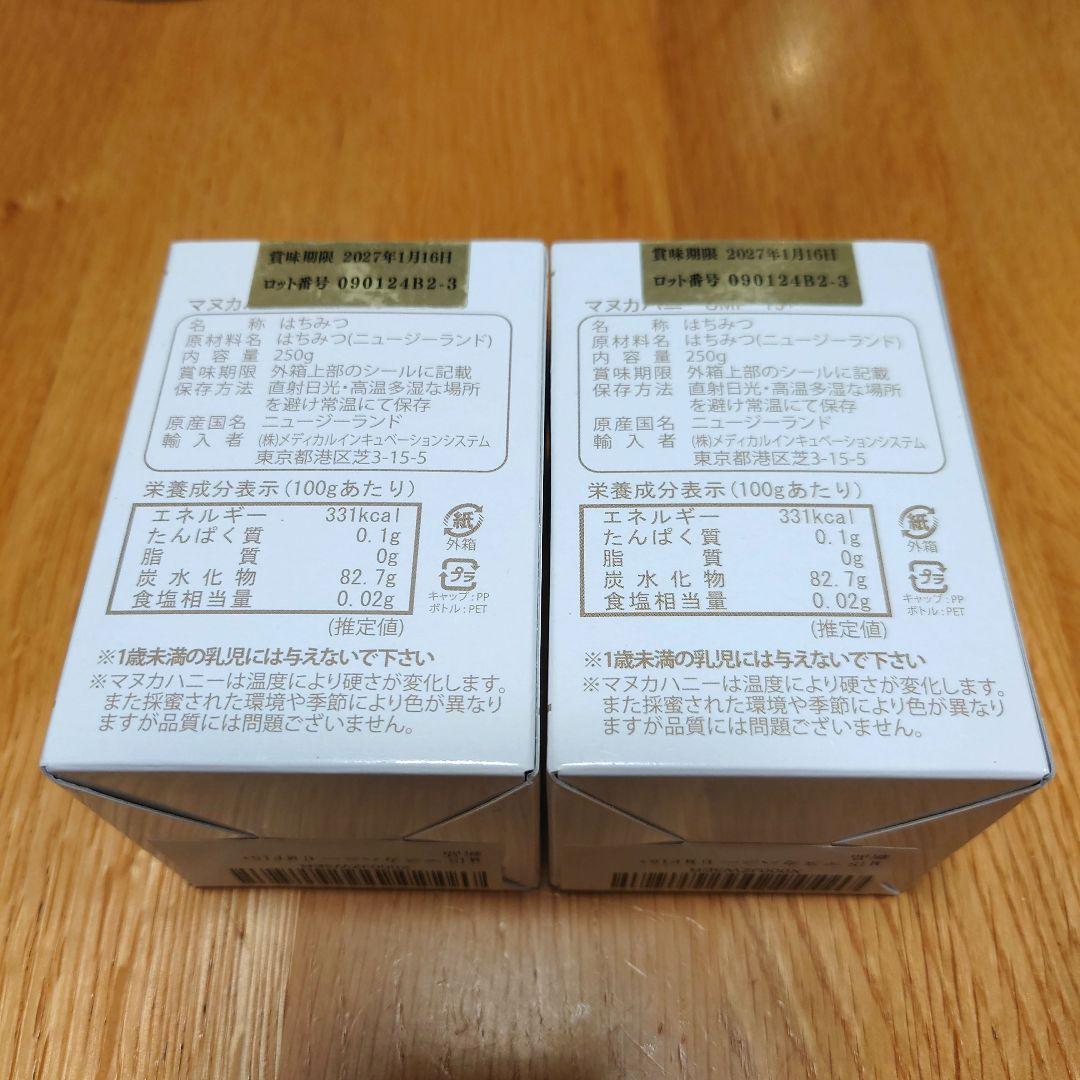 賞味期限 2027年1月16日
ロット番号 090124B2-3
マヌカハ
名称 はちみつ
原材料名 はちみつ(ニュージーランド)
内容量 250g
賞味期限 外箱上部のシールに記載
保存方法 直射日光・高温多湿な場所
を避け常温にて保存
原産国名 ニュージーランド
輸入者 (株)メディカルインキュベーションシステム
東京都港区芝3-15-5
栄養成分表示(100gあたり)
エネルギー 331kcal
たんぱく質 0.1g
脂質 0g
炭水化物 82.7g
食塩相当量 0.02g
(推定値)
紙
外箱
プラ
キャップ:PP
ボトル:PET
※1歳未満の乳児には与えないで下さい
※マヌカハニーは温度により硬さが変化します。
また採蜜された環境や季節により色が異なり
ますが品質には問題ございません。
マヌカハニー UMF 15+
新品
賞味期限 2027年1月16日
ロット番号 090124B2-3
マヌカハニー UMF 15+
名称 はちみつ
原材料名 はちみつ(ニュージーランド)
内容量 250g
賞味期限 外箱上部のシールに記載
保存方法 直射日光・高温多湿な場所
を避け常温にて保存
原産国名 ニュージーランド
輸入者 (株)メディカルインキュベーションシステム
東京都港区芝3-15-5
栄養成分表示(100gあたり)
エネルギー 331kcal
たんぱく質 0.1g
脂質 0g
炭水化物 82.7g
食塩相当量 0.02g
(推定値)
紙
外箱
プラ
キャップ:PP
ボトル:PET
※1歳未満の乳児には与えないで下さい
※マヌカハニーは温度により硬さが変化します。
また採蜜された環境や季節により色が異なり
ますが品質には問題ございません。
マヌカハニー UMF15+
新品